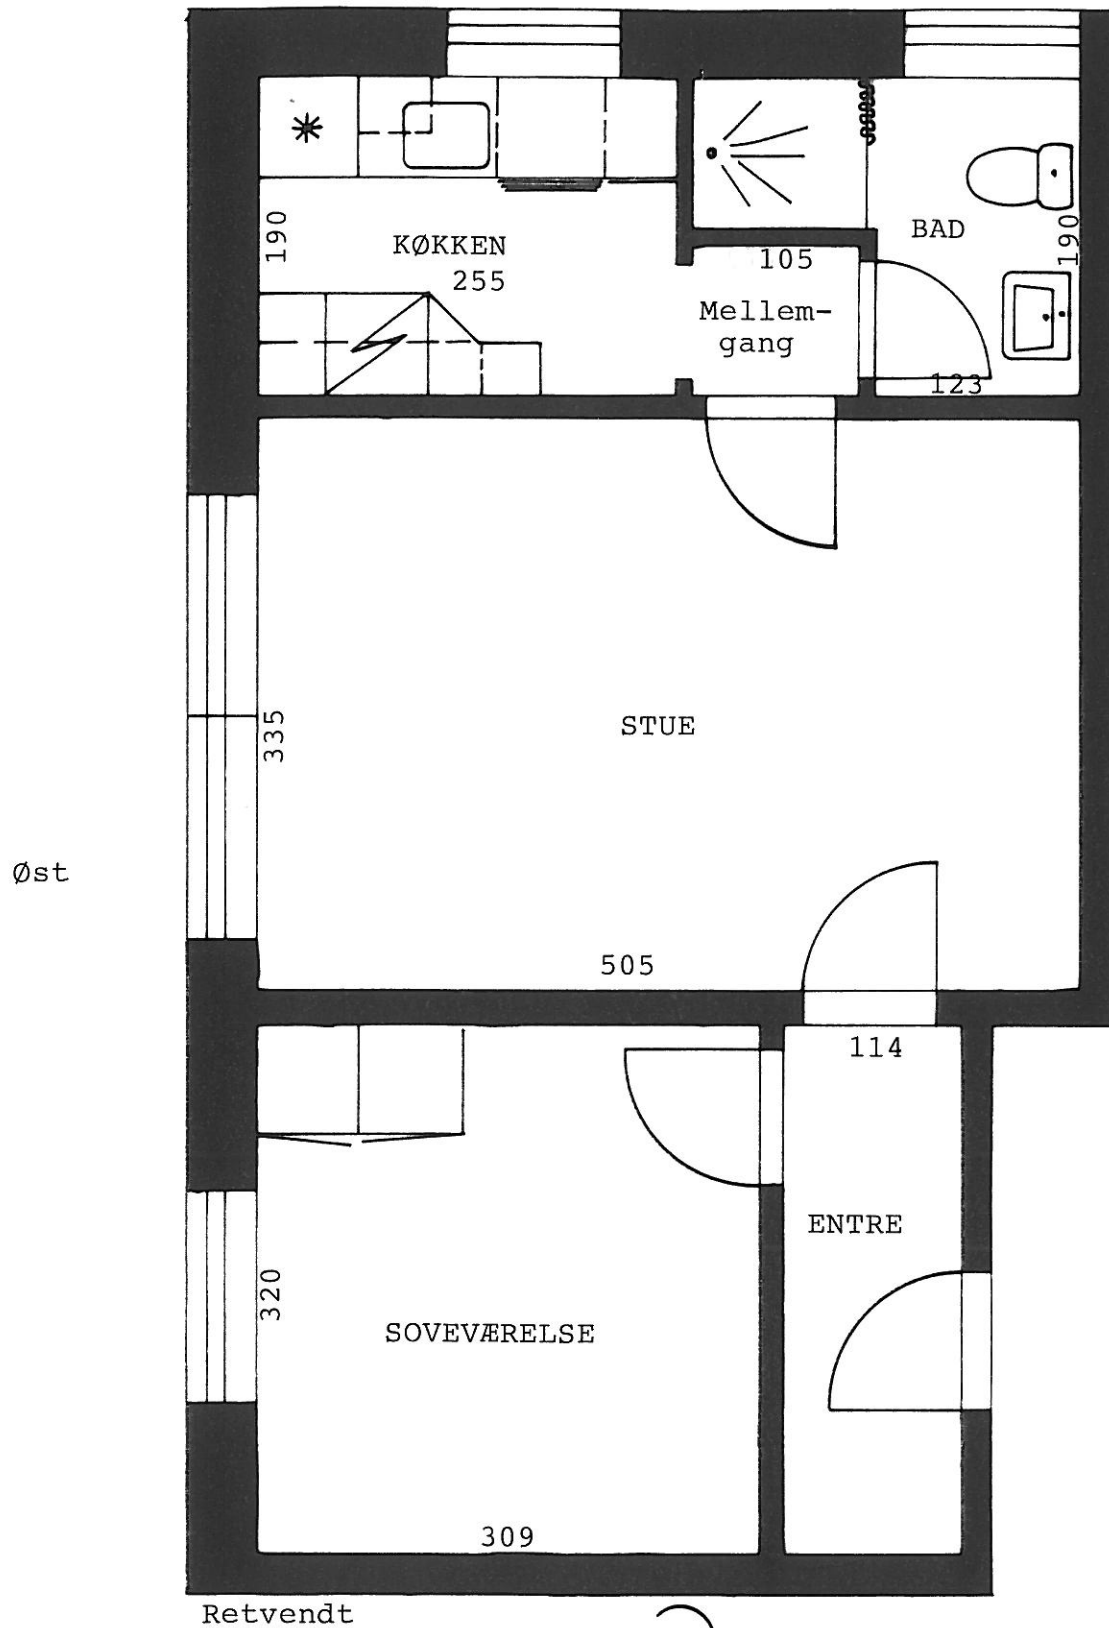 190
KØKKEN
255
BAD
190
105
Mellem-
gang
123
335
STUE
Øst
505
114
ENTRE
320
SOVEVÆRELSE
309
Retvendt